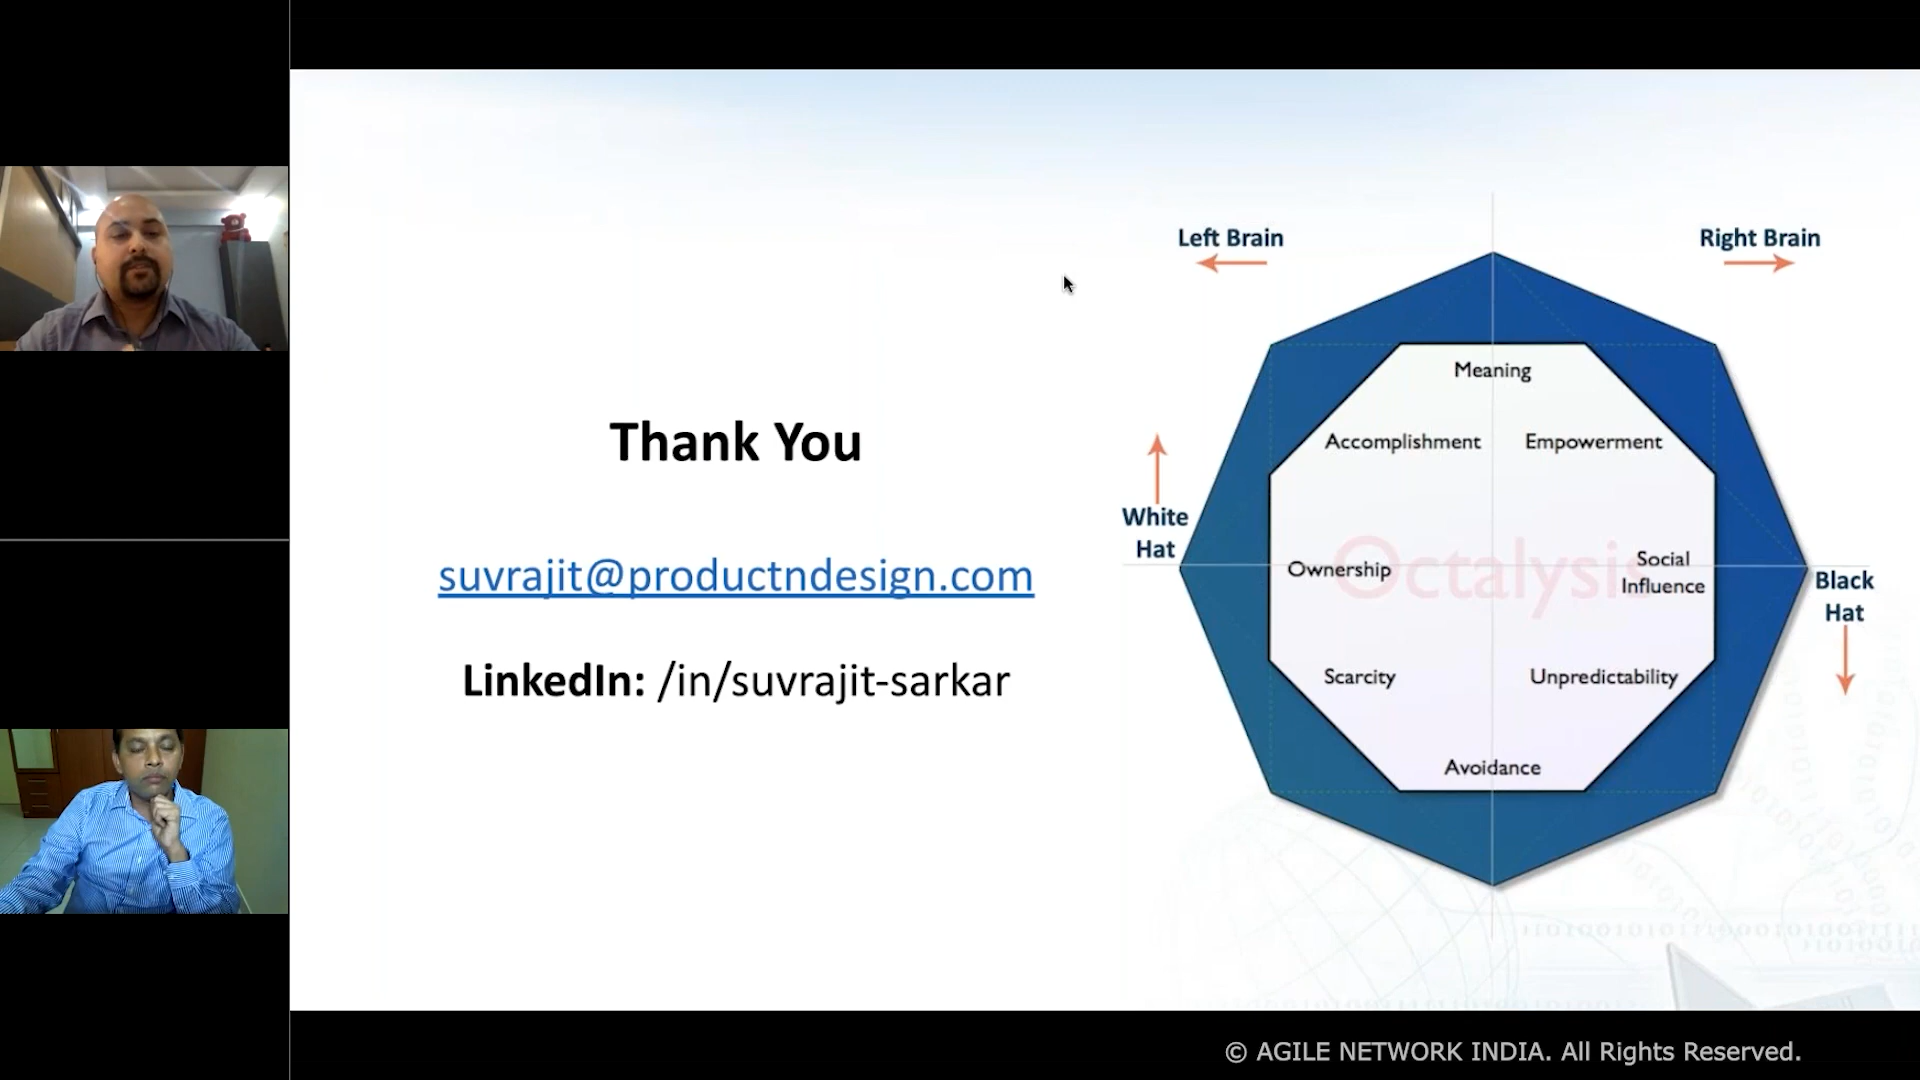 Thank You
suvrajit@productndesign.com
LinkedIn: /in/suvrajit-sarkar
Left Brain
Right Brain
White
Hat
Black
Hat
Meaning
Accomplishment
Empowerment
Octalysis
Ownership
Social
Influence
Scarcity
Unpredictability
Avoidance
© AGILE NETWORK INDIA. All Rights Reserved.